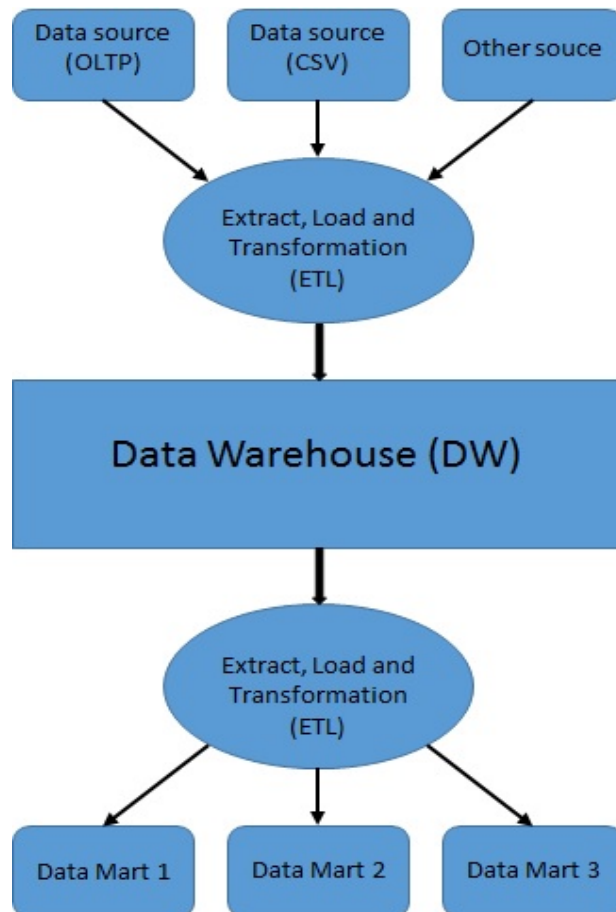 Data source
(OLTP)
Data source
(CSV)
Other souce
Extract, Load and
Transformation
(ETL)
Data Warehouse (DW)
Extract, Load and
Transformation
(ETL)
Data Mart 1
Data Mart 2
Data Mart 3